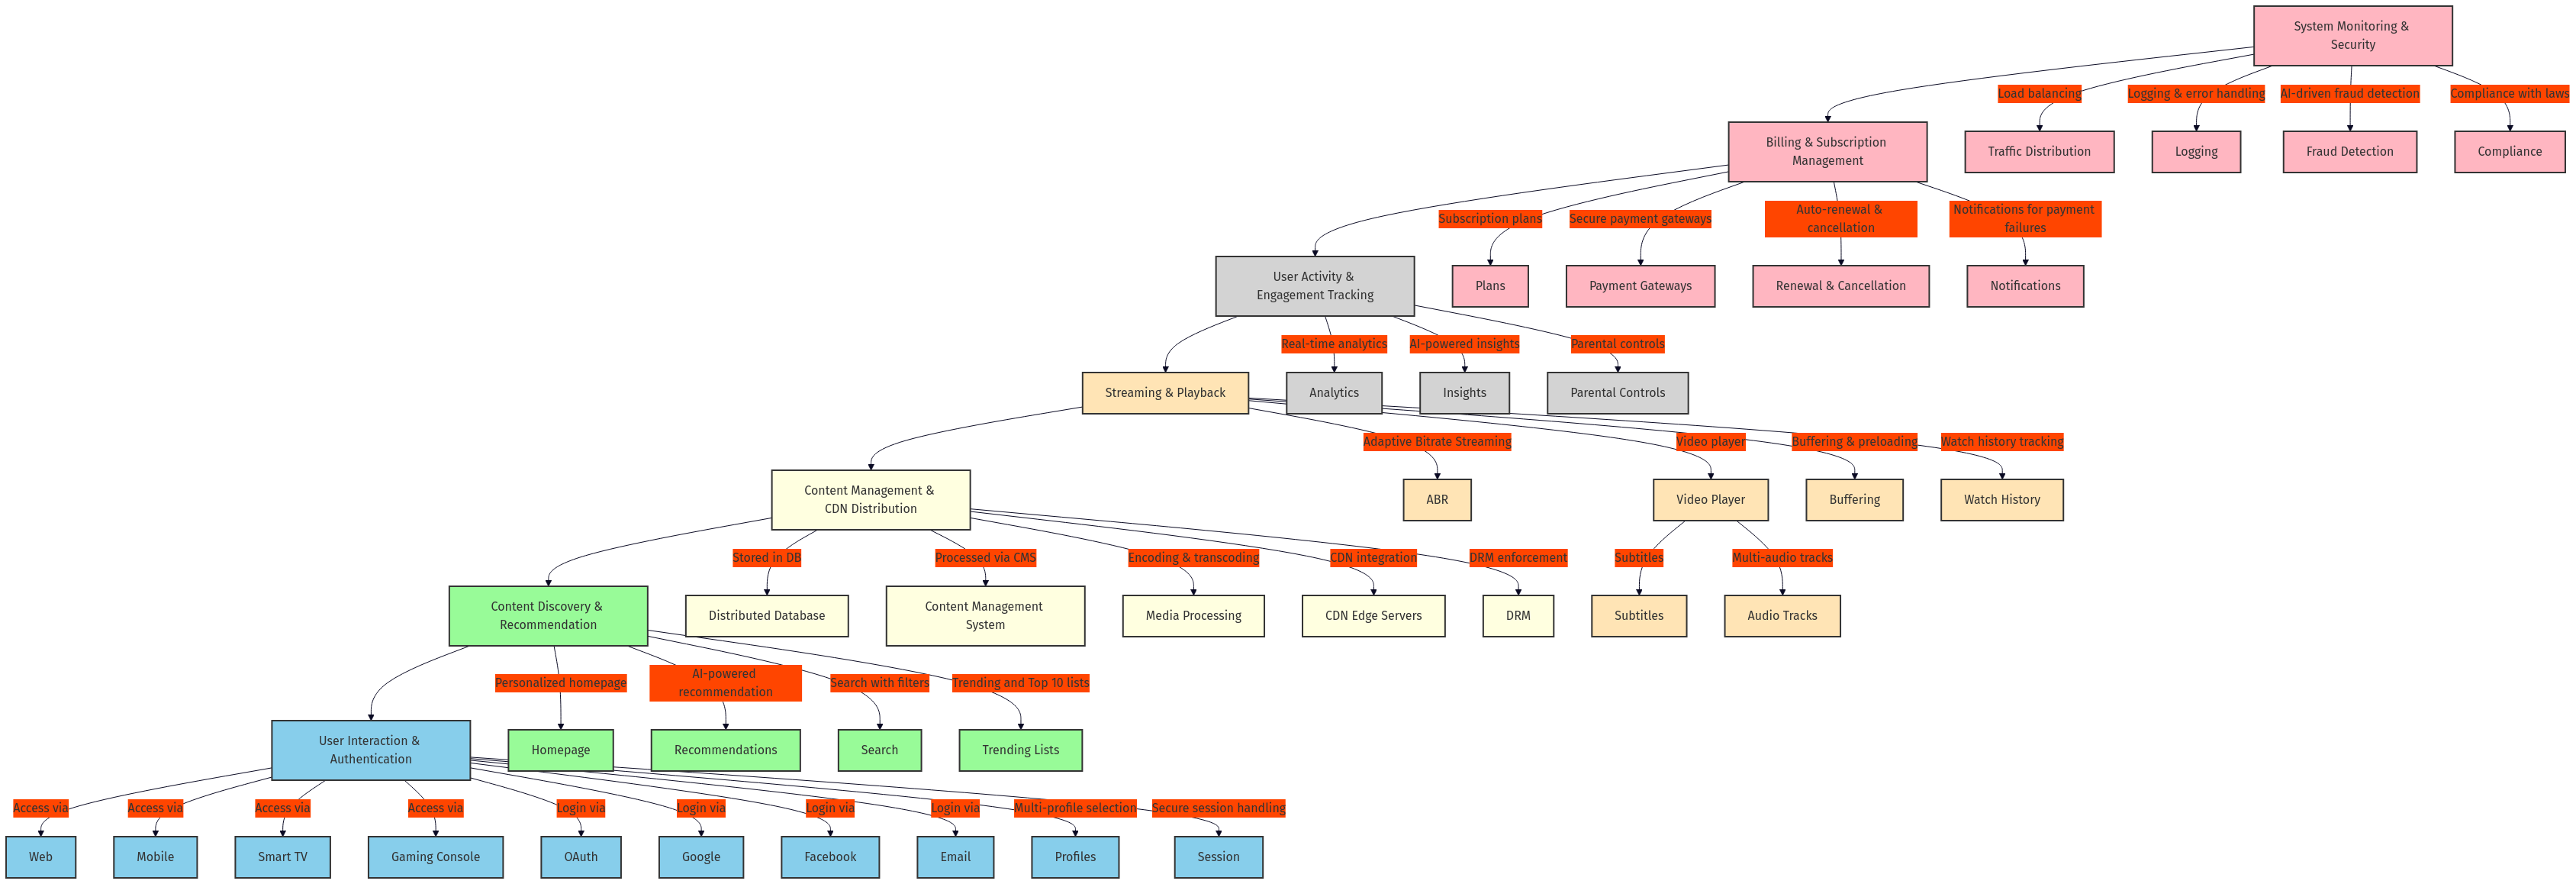 System Monitoring &
Security
Load balancing
Logging & error handling
AI-driven fraud detection
Compliance with laws
Billing & Subscription
Management
Traffic Distribution
Logging
Fraud Detection
Compliance
Subscription plans
Secure payment gateways
Auto-renewal &
cancellation
Notifications for payment
failures
User Activity &
Engagement Tracking
Plans
Payment Gateways
Renewal & Cancellation
Notifications
Real-time analytics
AI-powered insights
Parental controls
Streaming & Playback
Analytics
Insights
Parental Controls
Adaptive Bitrate Streaming
Video player
Buffering & preloading
Watch history tracking
Content Management &
CDN Distribution
ABR
Video Player
Buffering
Watch History
Stored in DB
Processed via CMS
Encoding & transcoding
CDN integration
DRM enforcement
Subtitles
Multi-audio tracks
Content Discovery &
Recommendation
Distributed Database
Content Management
System
Media Processing
CDN Edge Servers
DRM
Subtitles
Audio Tracks
Personalized homepage
AI-powered
recommendation
Search with filters
Trending and Top 10 lists
User Interaction &
Authentication
Homepage
Recommendations
Search
Trending Lists
Access via
Access via
Access via
Access via
Login via
Login via
Login via
Login via
Multi-profile selection
Secure session handling
Web
Mobile
Smart TV
Gaming Console
OAuth
Google
Facebook
Email
Profiles
Session